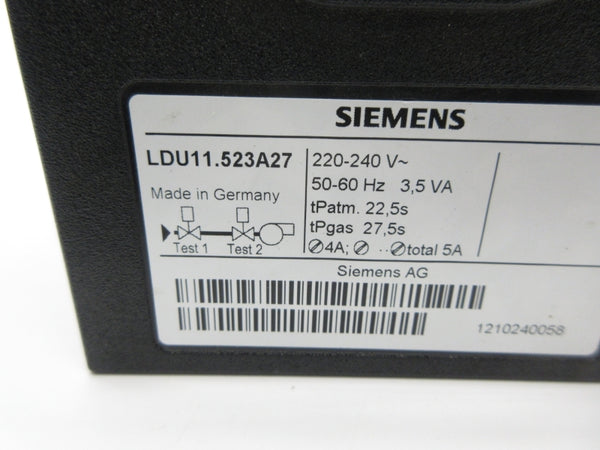 SIEMENS
LDU11.523A27
220-240 V~
50-60 Hz 3,5 VA
Made in Germany
tPatm. 22,5s
tPgas 27,5s
Test 1 Test 2
⊘4A; ⊘ ··⊘total 5A
Siemens AG
1210240058